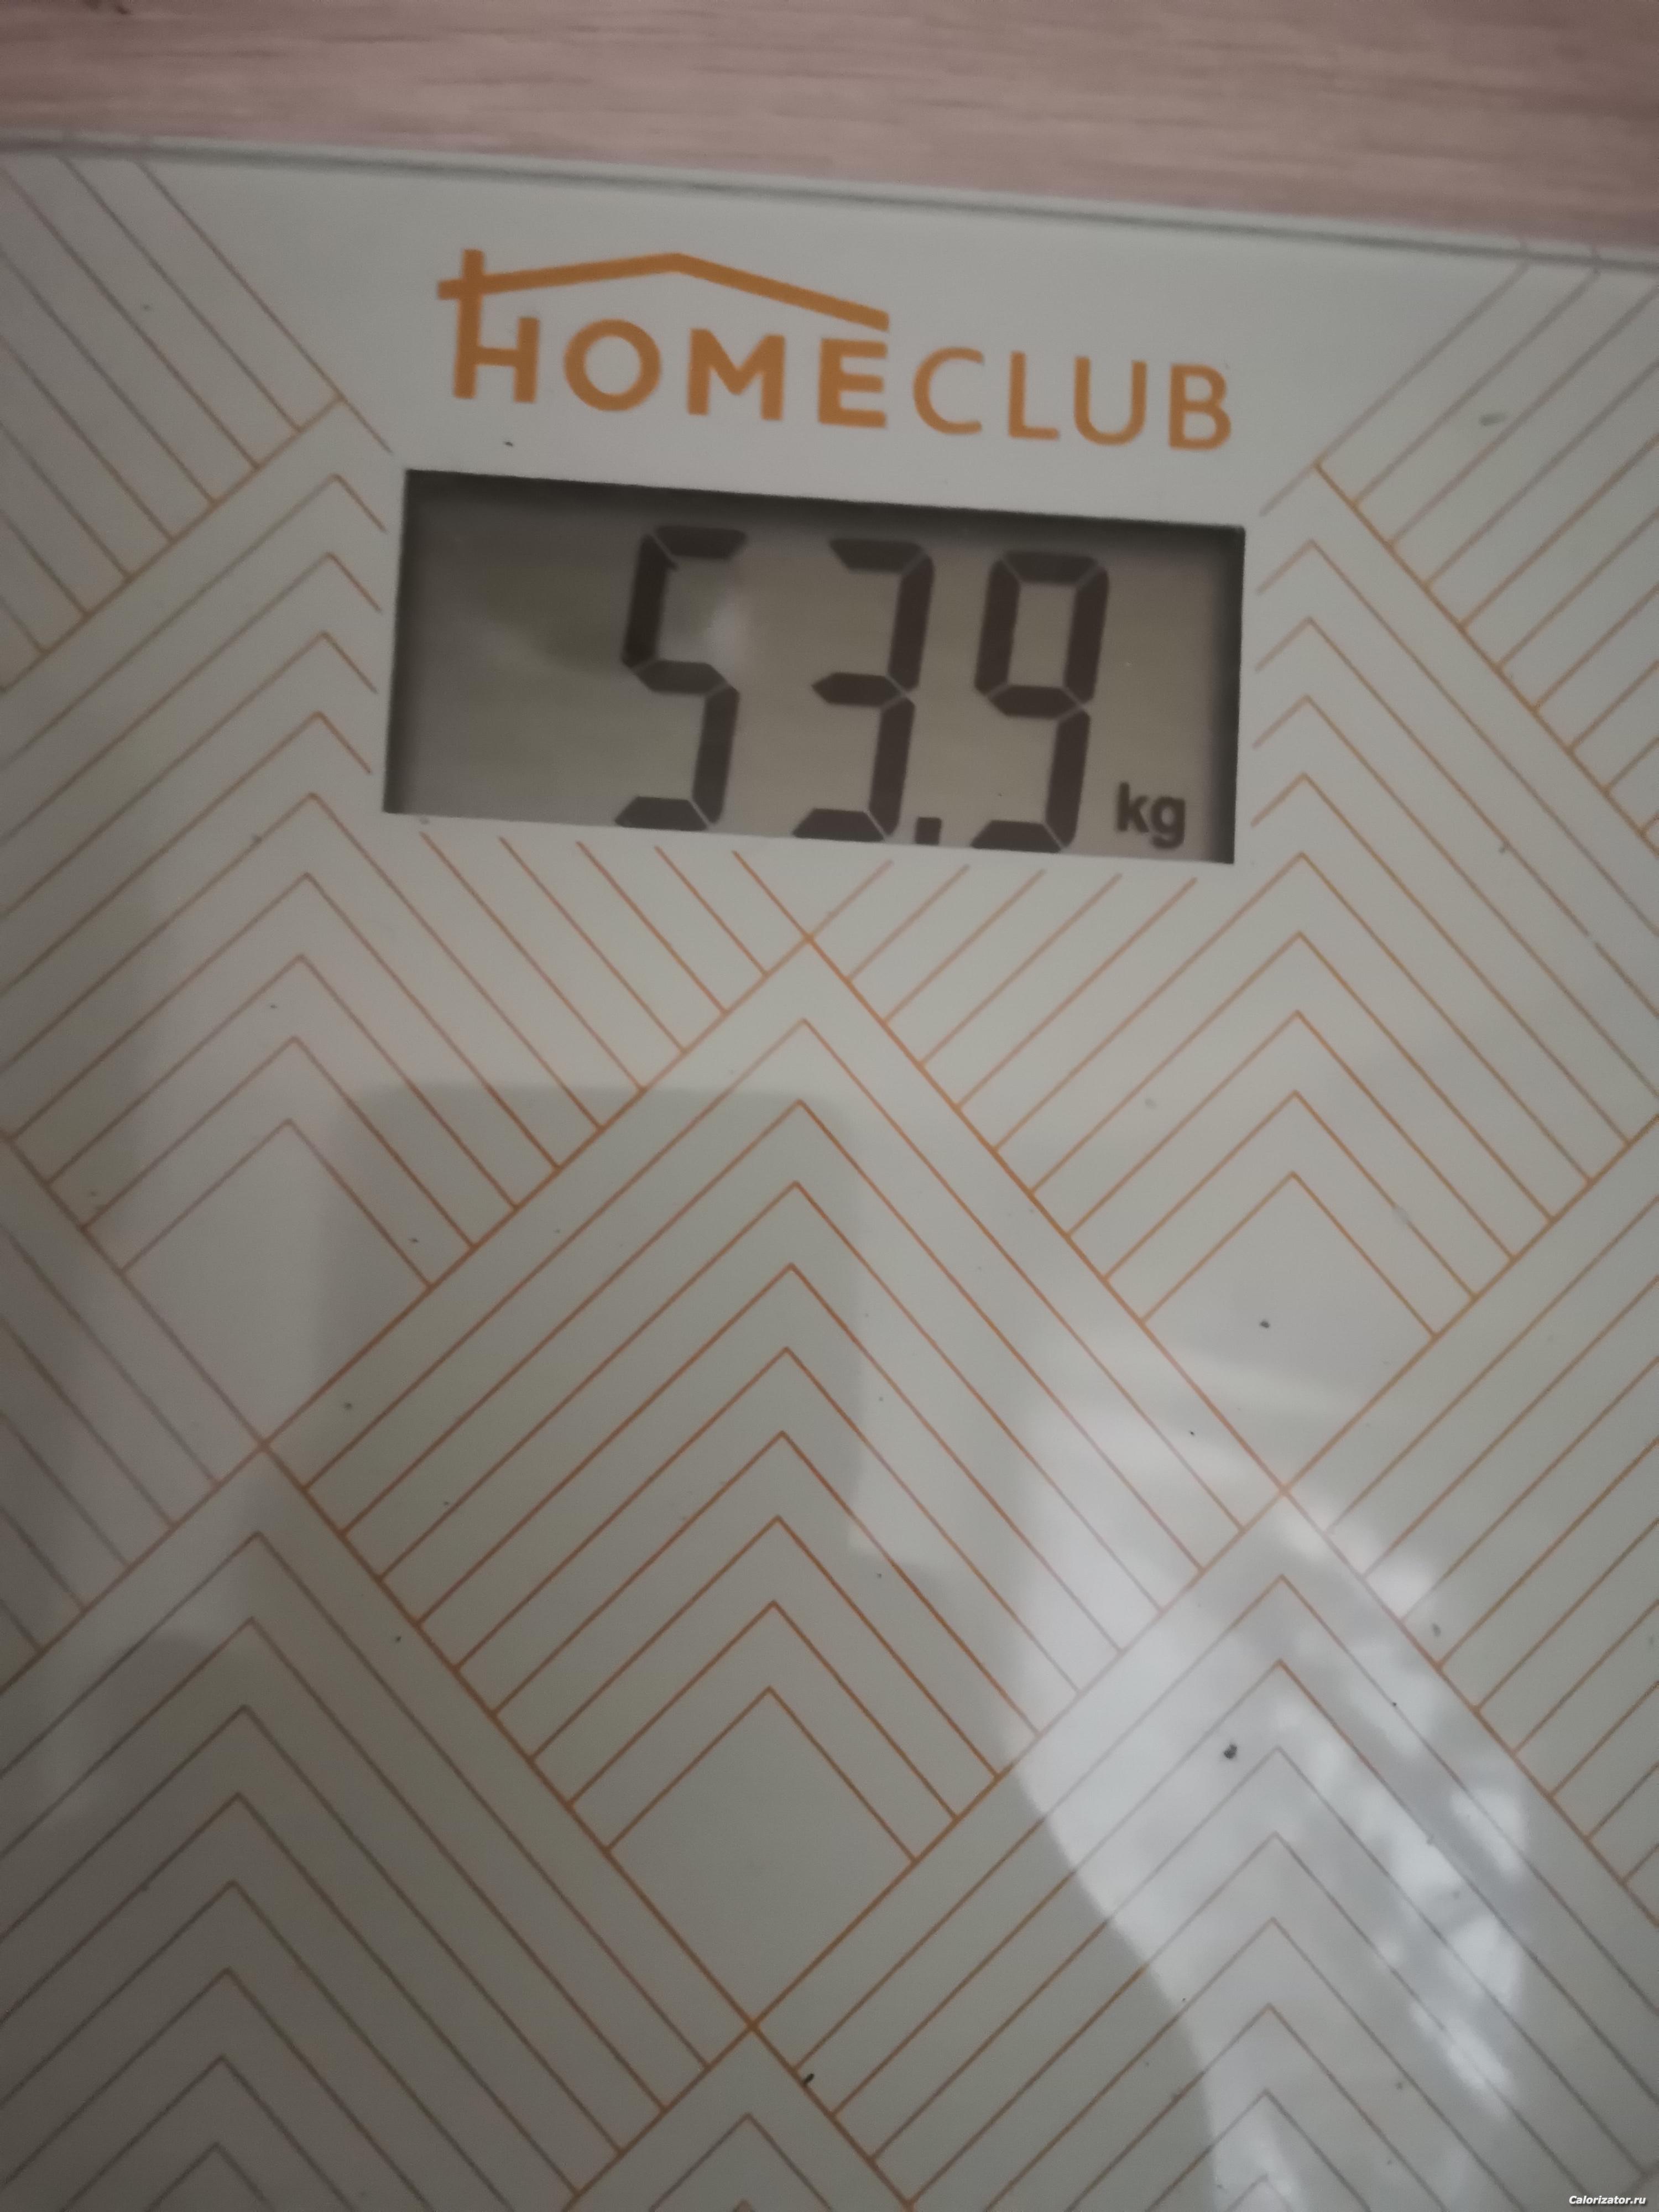 HOMECLUB
53.9 kg
Calorizator.ru